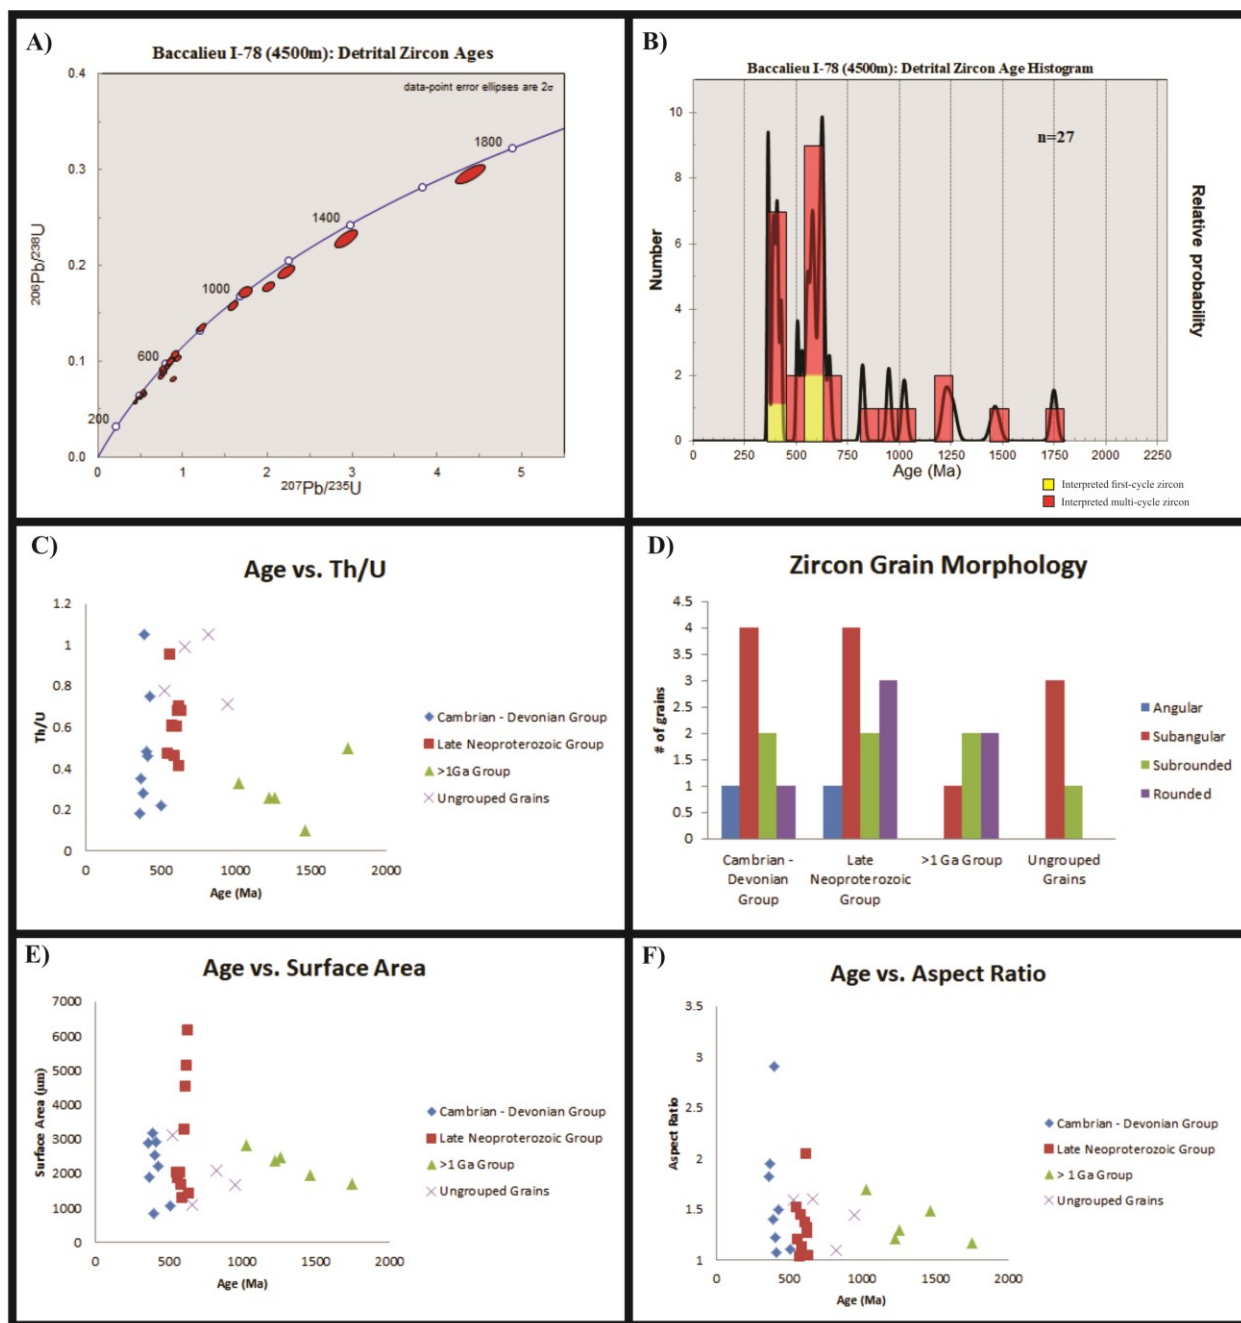 A)
Baccalieu I-78 (4500m): Detrital Zircon Ages
data-point error ellipses are 2σ
0.4
0.3
0.2
0.1
0.0
206Pb/238U
200
600
1000
1400
1800
0
1
2
3
4
5
207Pb/235U
B)
Baccalieu I-78 (4500m): Detrital Zircon Age Histogram
n=27
10
8
6
4
2
0
Number
Relative probability
0
250
500
750
1000
1250
1500
1750
2000
2250
Age (Ma)
Interpreted first-cycle zircon
Interpreted multi-cycle zircon
C)
Age vs. Th/U
1.2
1
0.8
0.6
0.4
0.2
0
Th/U
0
500
1000
1500
2000
Age (Ma)
Cambrian - Devonian Group
Late Neoproterozoic Group
>1Ga Group
Ungrouped Grains
D)
Zircon Grain Morphology
4.5
4
3.5
3
2.5
2
1.5
1
0.5
0
# of grains
Cambrian -
Devonian
Group
Late
Neoproterozoic
Group
>1 Ga Group
Ungrouped
Grains
Angular
Subangular
Subrounded
Rounded
E)
Age vs. Surface Area
7000
6000
5000
4000
3000
2000
1000
0
Surface Area (µm)
0
500
1000
1500
2000
Age (Ma)
Cambrian - Devonian Group
Late Neoproterozoic Group
>1 Ga Group
Ungrouped Grains
F)
Age vs. Aspect Ratio
3.5
3
2.5
2
1.5
1
Aspect Ratio
0
500
1000
1500
2000
Age (Ma)
Cambrian - Devonian Group
Late Neoproterozoic Group
> 1 Ga Group
Ungrouped Grains